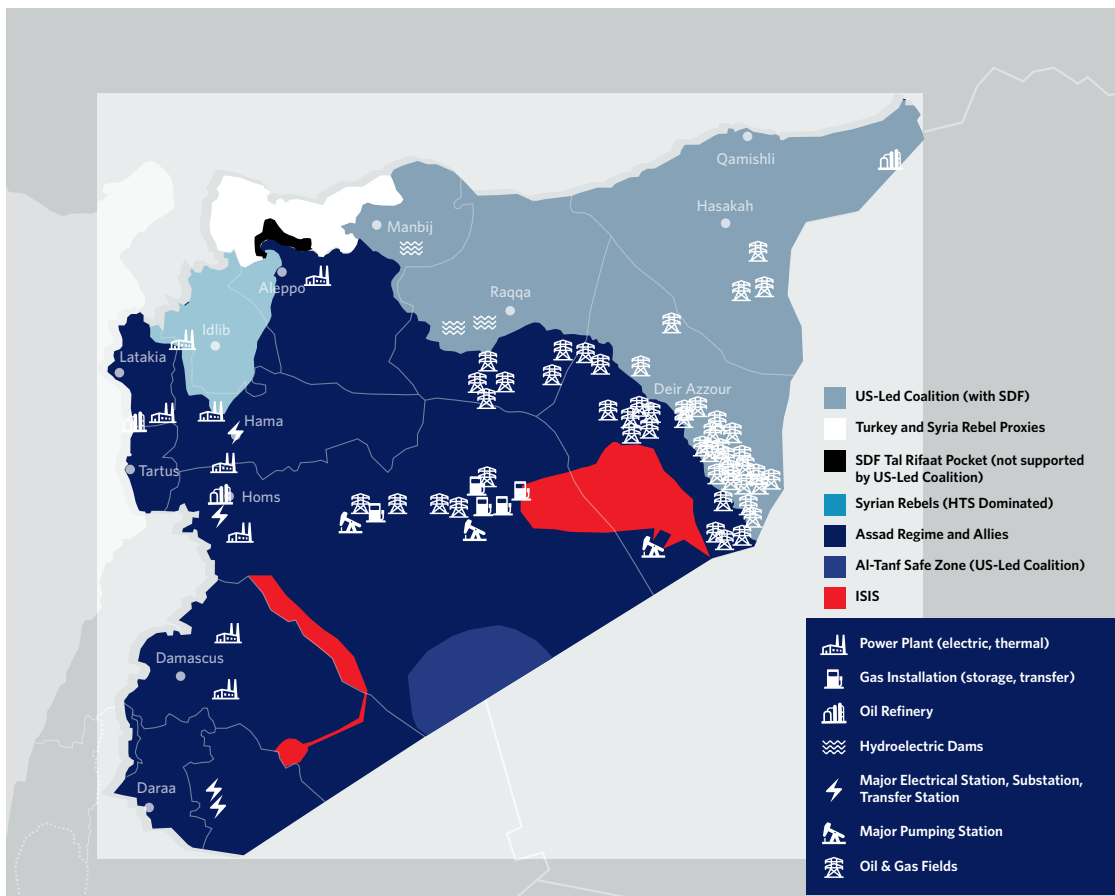 Qamishli
Hasakah
Manbij
Raqqa
Aleppo
Idlib
Latakia
Deir Azzour
Hama
Tartus
Homs
Damascus
Daraa
US-Led Coalition (with SDF)
Turkey and Syria Rebel Proxies
SDF Tal Rifaat Pocket (not supported
by US-Led Coalition)
Syrian Rebels (HTS Dominated)
Assad Regime and Allies
Al-Tanf Safe Zone (US-Led Coalition)
ISIS
Power Plant (electric, thermal)
Gas Installation (storage, transfer)
Oil Refinery
Hydroelectric Dams
Major Electrical Station, Substation,
Transfer Station
Major Pumping Station
Oil & Gas Fields